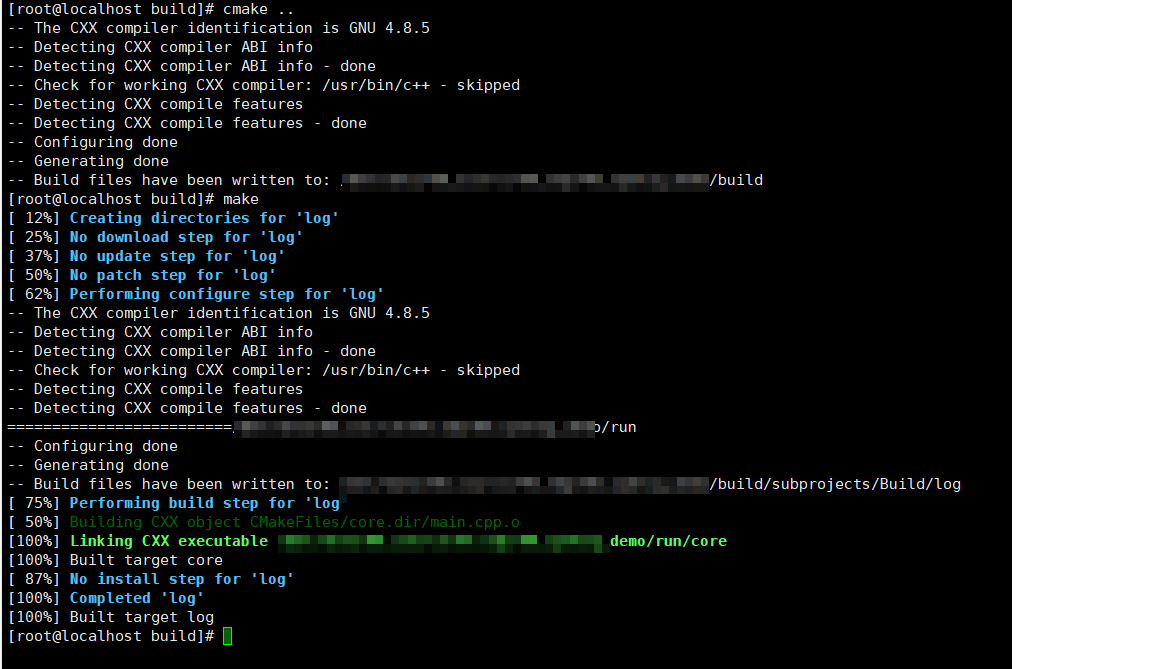 [root@localhost build]# cmake ..
-- The CXX compiler identification is GNU 4.8.5
-- Detecting CXX compiler ABI info
-- Detecting CXX compiler ABI info - done
-- Check for working CXX compiler: /usr/bin/c++ - skipped
-- Detecting CXX compile features
-- Detecting CXX compile features - done
-- Configuring done
-- Generating done
-- Build files have been written to: /build
[root@localhost build]# make
[ 12%] Creating directories for 'log'
[ 25%] No download step for 'log'
[ 37%] No update step for 'log'
[ 50%] No patch step for 'log'
[ 62%] Performing configure step for 'log'
-- The CXX compiler identification is GNU 4.8.5
-- Detecting CXX compiler ABI info
-- Detecting CXX compiler ABI info - done
-- Check for working CXX compiler: /usr/bin/c++ - skipped
-- Detecting CXX compile features
-- Detecting CXX compile features - done
=========================/run
-- Configuring done
-- Generating done
-- Build files have been written to: /build/subprojects/Build/log
[ 75%] Performing build step for 'log
[ 50%] Building CXX object CMakeFiles/core.dir/main.cpp.o
[100%] Linking CXX executable demo/run/core
[100%] Built target core
[ 87%] No install step for 'log'
[100%] Completed 'log'
[100%] Built target log
[root@localhost build]#